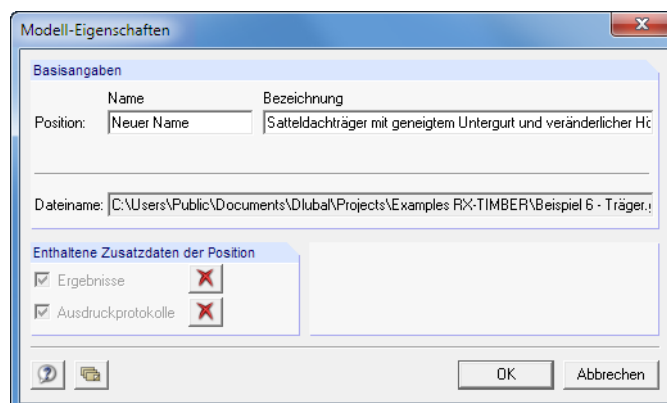 Modell-Eigenschaften
Basisangaben
Name Bezeichnung
Position: Neuer Name Satteldachträger mit geneigtem Untergurt und veränderlicher Hö
Dateiname: C:\Users\Public\Documents\Dlubal\Projects\Examples RX-TIMBER\Beispiel 6 - Träger.g
Enthaltene Zusatzdaten der Position
Ergebnisse
Ausdruckprotokolle
OK Abbrechen